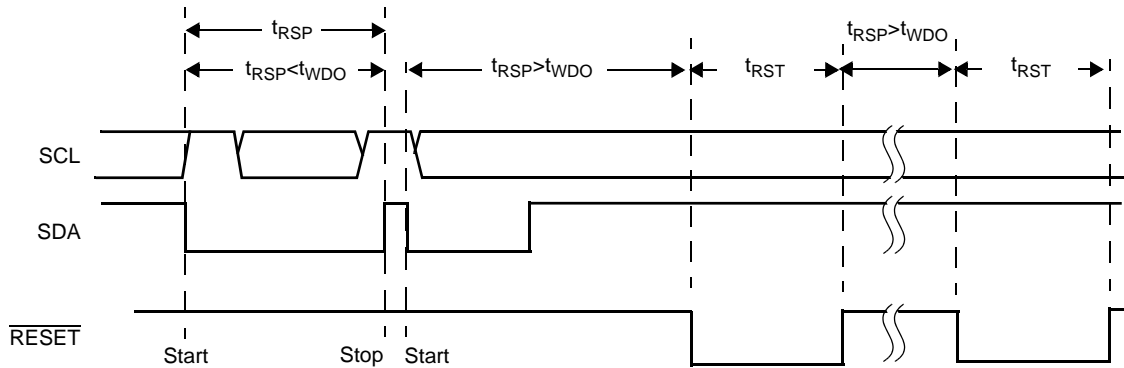 tRSP
tRSP>tWDO
tRSP<tWDO
tRSP>tWDO
tRST
tRST
SCL
SDA
RESET
Start
Stop
Start